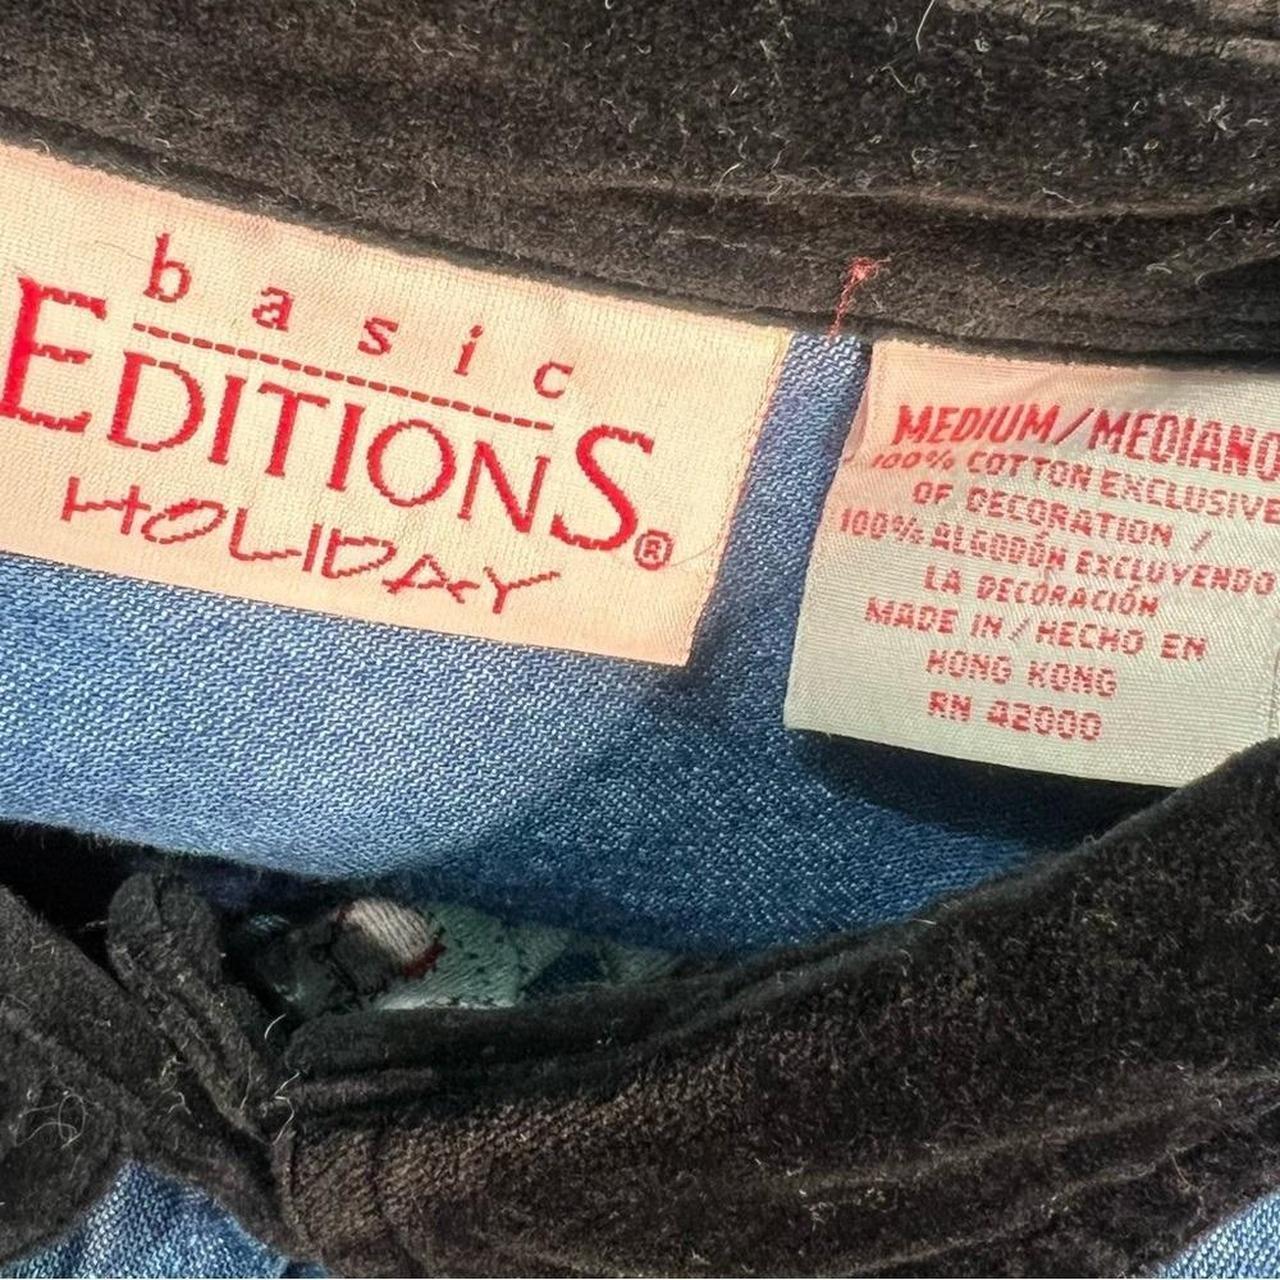 basic
EDITIONS®
HOLIDAY
MEDIUM/MEDIANO
100% COTTON EXCLUSIVE
OF DECORATION /
100% ALGODÓN EXCLUYENDO
LA DECORACIÓN
MADE IN/HECHO EN
HONG KONG
RN 42000